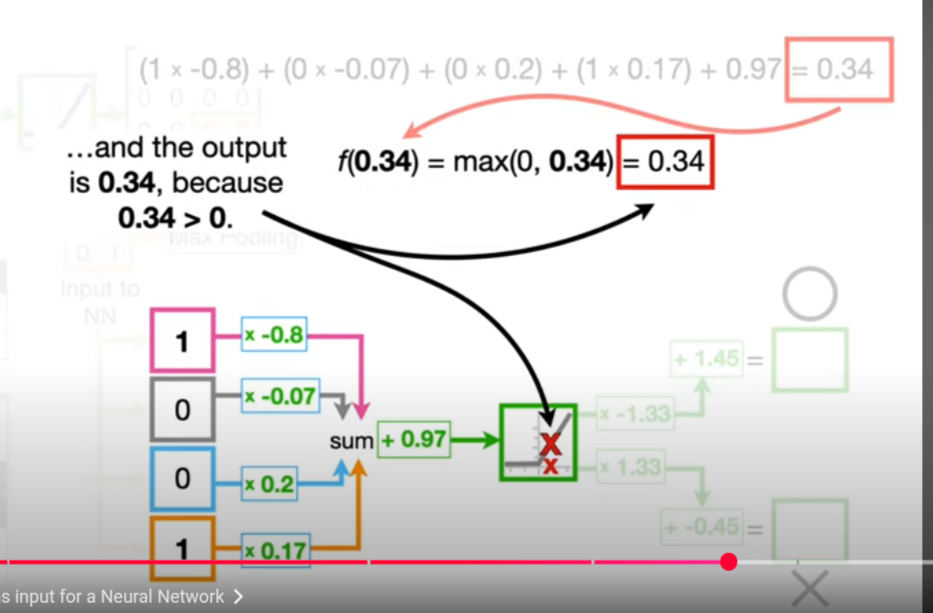 (1 × -0.8) + (0 × -0.07) + (0 × 0.2) + (1 × 0.17) + 0.97 = 0.34
0 0 0 0
...and the output
is 0.34, because
0.34 > 0.
f(0.34) = max(0, 0.34) = 0.34
Max Pooling
0 1
Input to
NN
1 x -0.8
0 x -0.07
sum + 0.97
0 x 0.2
1 x 0.17
x -1.33
+ 1.45 =
x 1.33
+ -0.45 =
s input for a Neural Network >